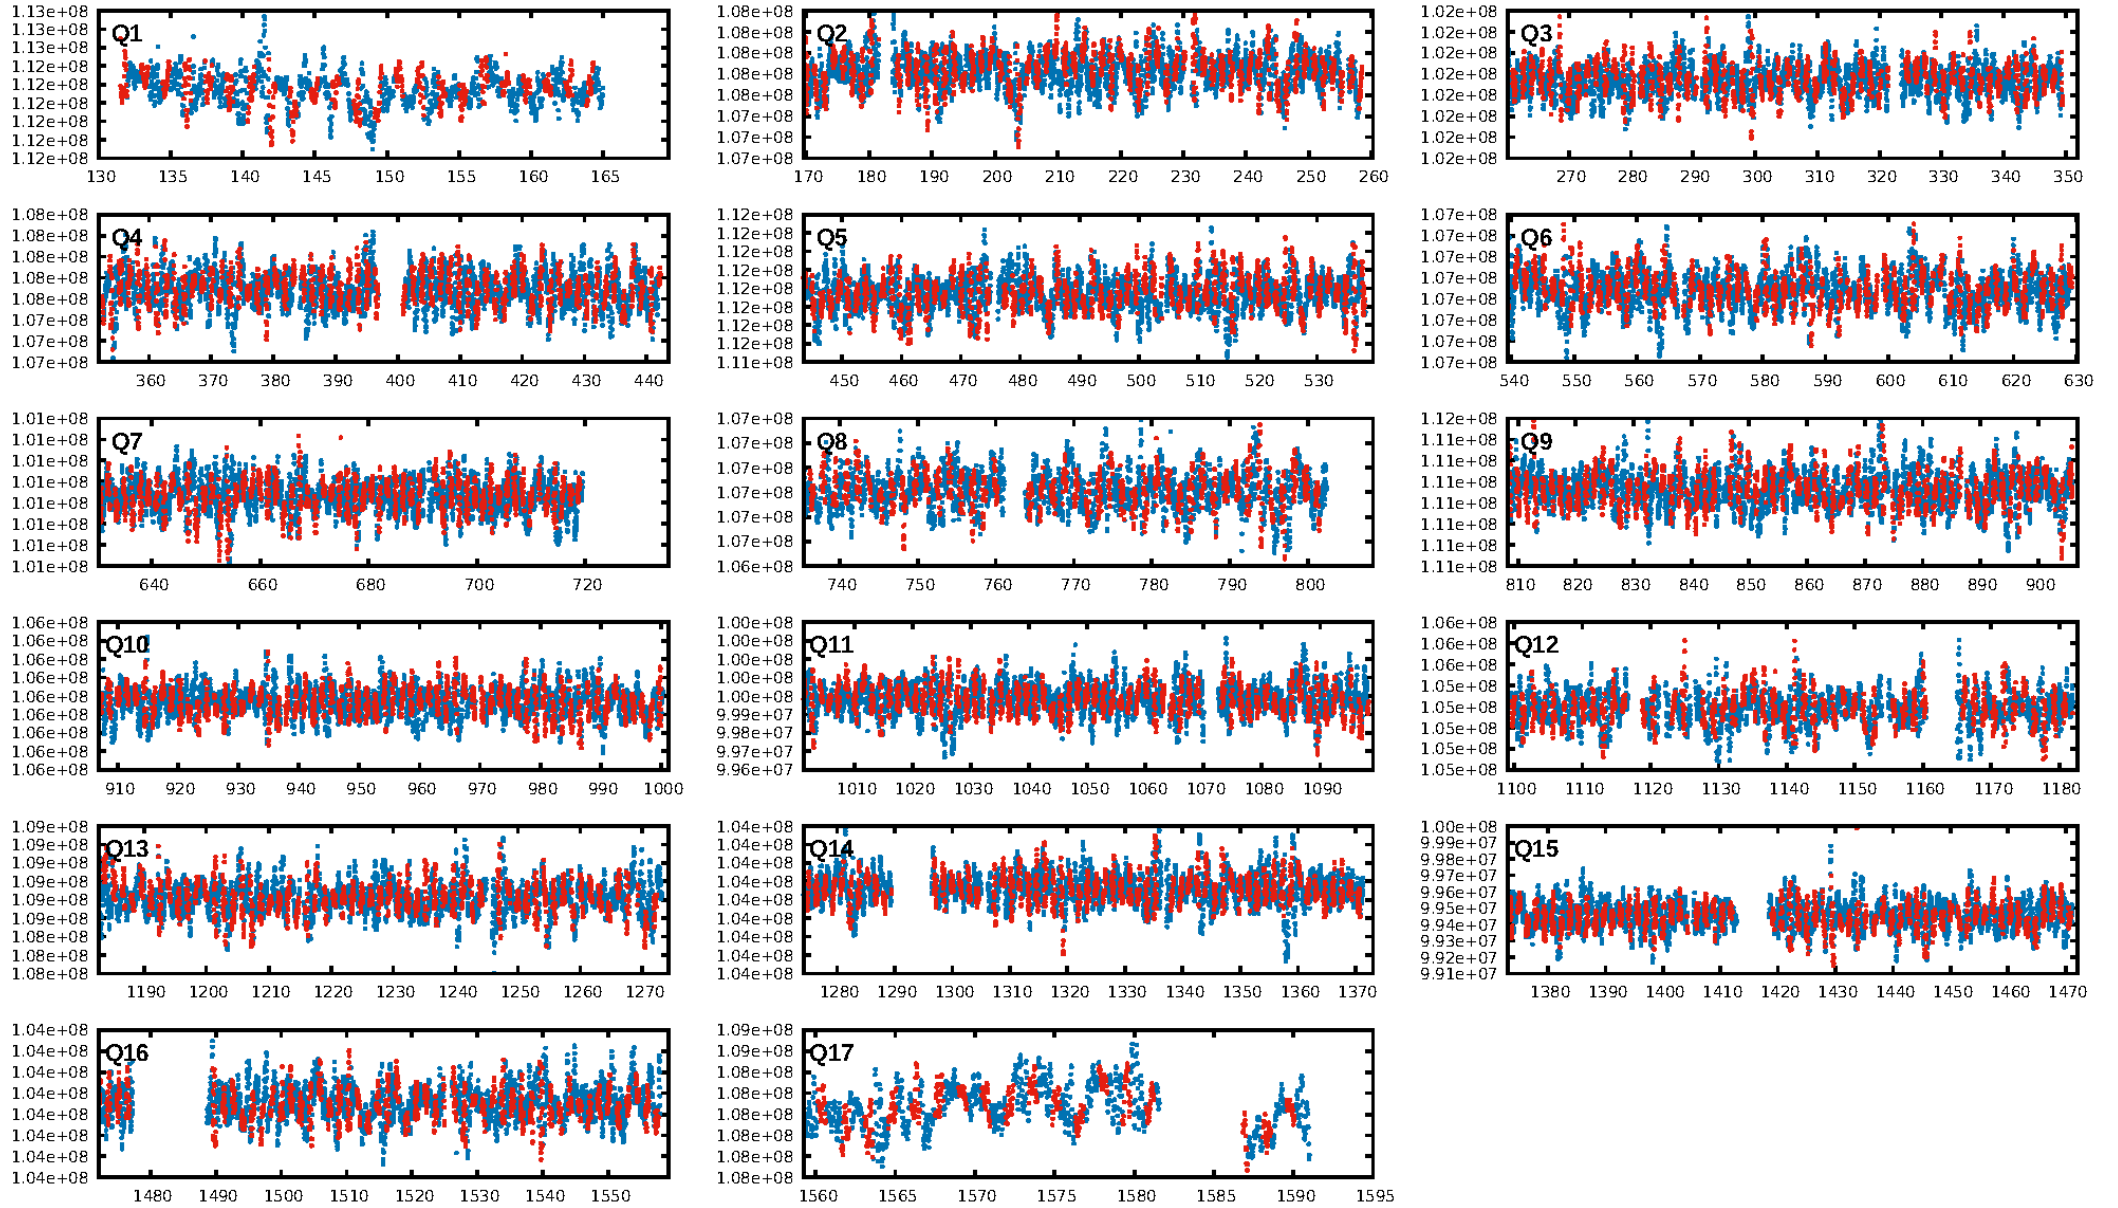 1.13e+08
1.13e+08
1.13e+08
1.12e+08
1.12e+08
1.12e+08
1.12e+08
1.12e+08
1.12e+08
Q1
130 135 140 145 150 155 160 165
1.08e+08
1.08e+08
1.08e+08
1.08e+08
1.08e+08
1.07e+08
1.07e+08
1.07e+08
Q2
170 180 190 200 210 220 230 240 250 260
1.02e+08
1.02e+08
1.02e+08
1.02e+08
1.02e+08
1.02e+08
1.02e+08
1.02e+08
Q3
270 280 290 300 310 320 330 340 350
1.08e+08
1.08e+08
1.08e+08
1.08e+08
1.08e+08
1.07e+08
1.07e+08
1.07e+08
Q4
360 370 380 390 400 410 420 430 440
1.12e+08
1.12e+08
1.12e+08
1.12e+08
1.12e+08
1.12e+08
1.12e+08
1.12e+08
1.11e+08
Q5
450 460 470 480 490 500 510 520 530
1.07e+08
1.07e+08
1.07e+08
1.07e+08
1.07e+08
1.07e+08
1.07e+08
1.07e+08
Q6
540 550 560 570 580 590 600 610 620 630
1.01e+08
1.01e+08
1.01e+08
1.01e+08
1.01e+08
1.01e+08
1.01e+08
1.01e+08
Q7
640 660 680 700 720
1.07e+08
1.07e+08
1.07e+08
1.07e+08
1.07e+08
1.07e+08
1.06e+08
Q8
740 750 760 770 780 790 800
1.12e+08
1.11e+08
1.11e+08
1.11e+08
1.11e+08
1.11e+08
1.11e+08
1.11e+08
Q9
810 820 830 840 850 860 870 880 890 900
1.06e+08
1.06e+08
1.06e+08
1.06e+08
1.06e+08
1.06e+08
1.06e+08
1.06e+08
1.06e+08
Q10
910 920 930 940 950 960 970 980 990 1000
1.00e+08
1.00e+08
1.00e+08
1.00e+08
1.00e+08
9.99e+07
9.98e+07
9.97e+07
9.96e+07
Q11
1010 1020 1030 1040 1050 1060 1070 1080 1090
1.06e+08
1.06e+08
1.06e+08
1.05e+08
1.05e+08
1.05e+08
1.05e+08
1.05e+08
Q12
1100 1110 1120 1130 1140 1150 1160 1170 1180
1.09e+08
1.09e+08
1.09e+08
1.09e+08
1.09e+08
1.09e+08
1.08e+08
1.08e+08
1.08e+08
Q13
1190 1200 1210 1220 1230 1240 1250 1260 1270
1.04e+08
1.04e+08
1.04e+08
1.04e+08
1.04e+08
1.04e+08
1.04e+08
1.04e+08
1.04e+08
Q14
1280 1290 1300 1310 1320 1330 1340 1350 1360 1370
1.00e+08
9.99e+07
9.98e+07
9.97e+07
9.96e+07
9.95e+07
9.94e+07
9.93e+07
9.92e+07
9.91e+07
Q15
1380 1390 1400 1410 1420 1430 1440 1450 1460 1470
1.04e+08
1.04e+08
1.04e+08
1.04e+08
1.04e+08
1.04e+08
1.04e+08
1.04e+08
Q16
1480 1490 1500 1510 1520 1530 1540 1550
1.09e+08
1.09e+08
1.08e+08
1.08e+08
1.08e+08
1.08e+08
1.08e+08
1.08e+08
Q17
1560 1565 1570 1575 1580 1585 1590 1595